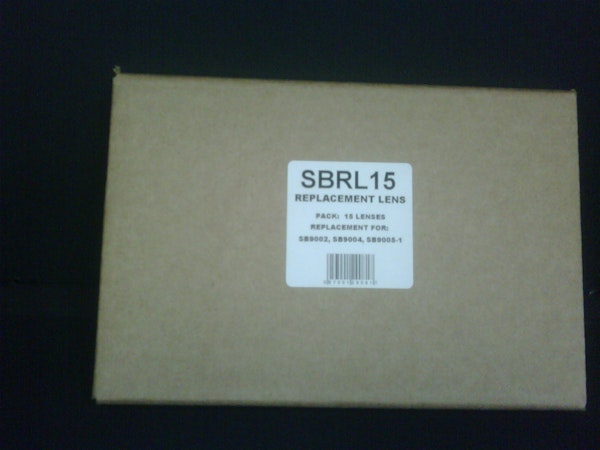 SBRL15
REPLACEMENT LENS
PACK: 15 LENSES
REPLACEMENT FOR:
SB9002, SB9004, SB9005-1